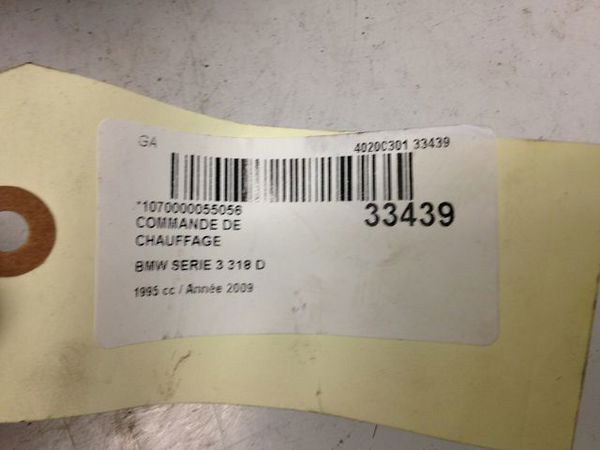 GA 40200301 33439
*1070000055056
33439
COMMANDE DE
CHAUFFAGE
BMW SERIE 3 318 D
1995 cc / Année 2009